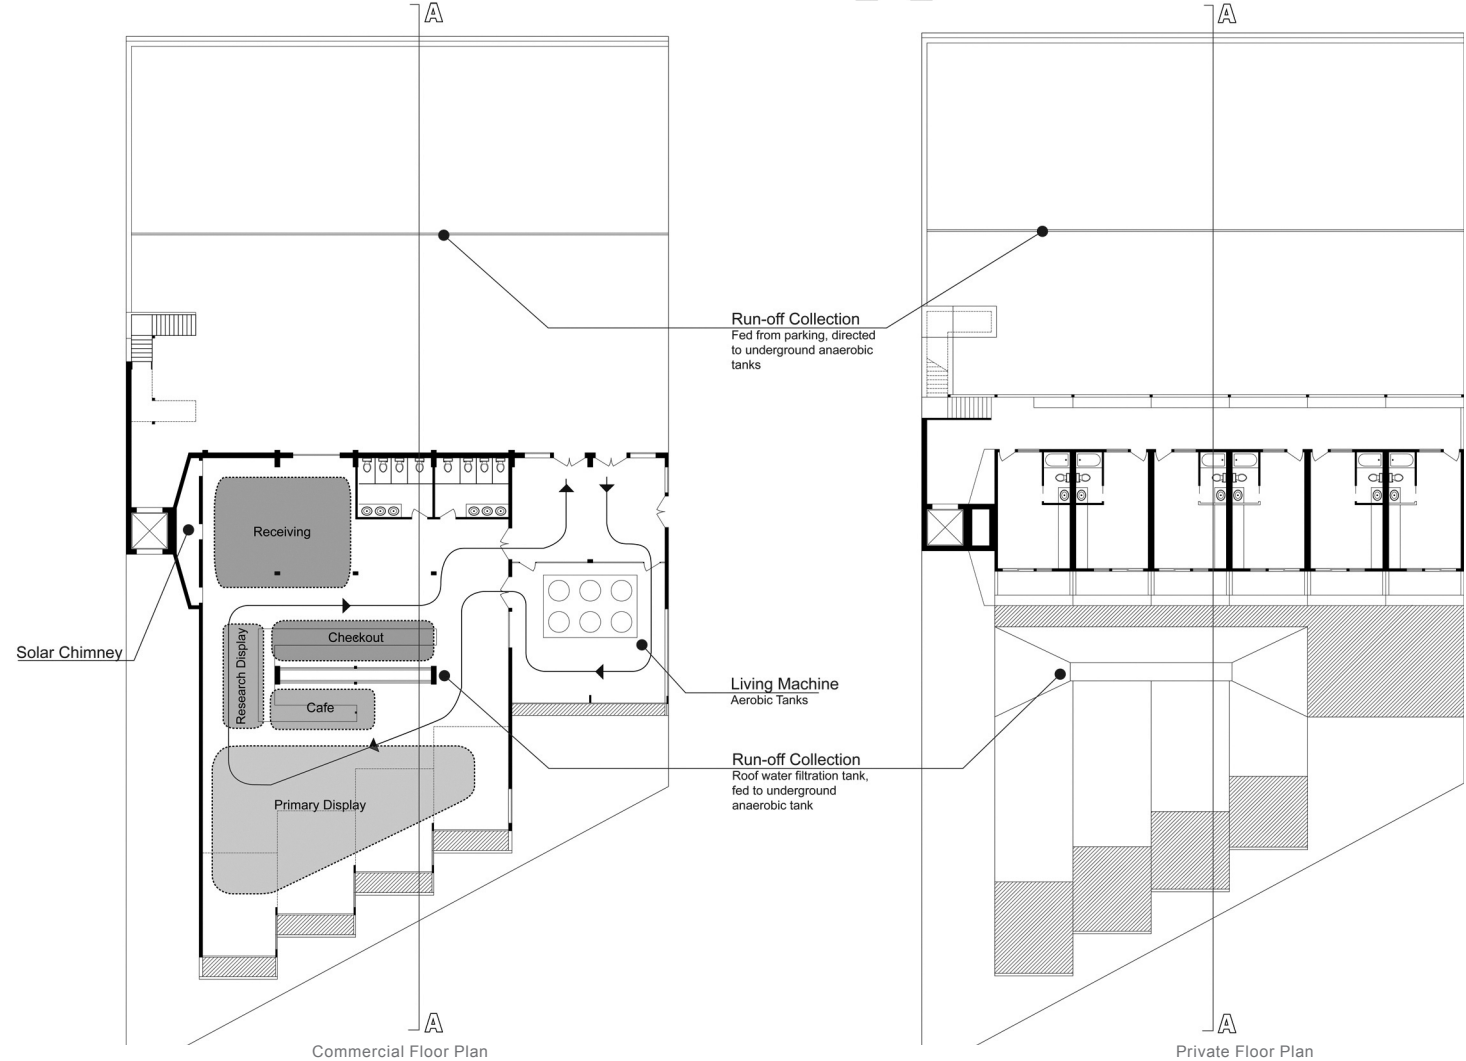 A
A
Run-off Collection
Fed from parking, directed
to underground anaerobic
tanks
Receiving
Solar Chimney
Research Display
Checkout
Cafe
Living Machine
Aerobic Tanks
Run-off Collection
Roof water filtration tank,
fed to underground
anaerobic tank
Primary Display
A
A
Commercial Floor Plan
Private Floor Plan